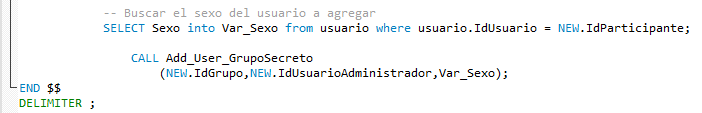 -- Buscar el sexo del usuario a agregar
SELECT Sexo into Var_Sexo from usuario where usuario.IdUsuario = NEW.IdParticipante;
CALL Add_User_GrupoSecreto
(NEW.IdGrupo,NEW.IdUsuarioAdministrador,Var_Sexo);
END $$
DELIMITER ;